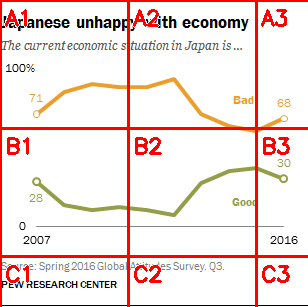 Japanese unhappy with economy
The current economic situation in Japan is ...
100%
71
Bad
68
30
28
Good
0
2007
2016
Source: Spring 2016 Global Attitudes Survey. Q3.
PEW RESEARCH CENTER
A1
A2
A3
B1
B2
B3
C1
C2
C3